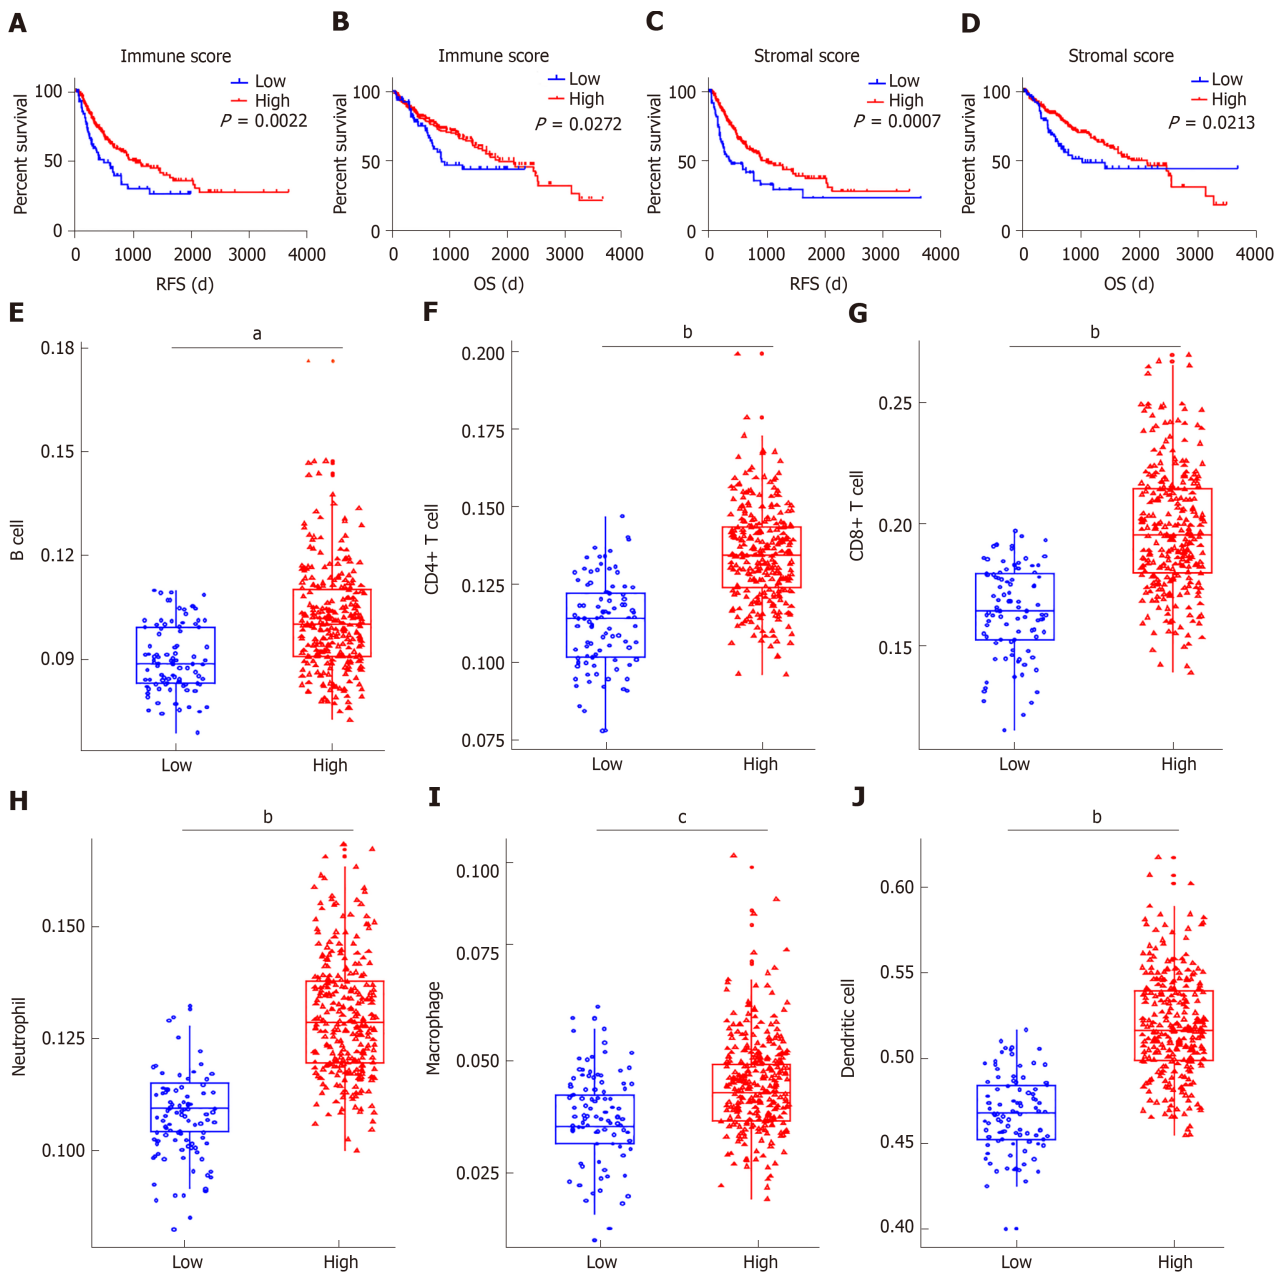 A
B
C
D
Immune score
Immune score
Stromal score
Stromal score
Low
High
P = 0.0022
Low
High
P = 0.0272
Low
High
P = 0.0007
Low
High
P = 0.0213
Percent survival
100
50
0
0 1000 2000 3000 4000
RFS (d)
Percent survival
100
50
0
0 1000 2000 3000 4000
OS (d)
Percent survival
100
50
0
0 1000 2000 3000 4000
RFS (d)
Percent survival
100
50
0
0 1000 2000 3000 4000
OS (d)
E
a
B cell
0.18
0.15
0.12
0.09
Low High
F
b
CD4+ T cell
0.200
0.175
0.150
0.125
0.100
0.075
Low High
G
b
CD8+ T cell
0.25
0.20
0.15
Low High
H
b
Neutrophil
0.150
0.125
0.100
Low High
I
c
Macrophage
0.100
0.075
0.050
0.025
Low High
J
b
Dendritic cell
0.60
0.55
0.50
0.45
0.40
Low High